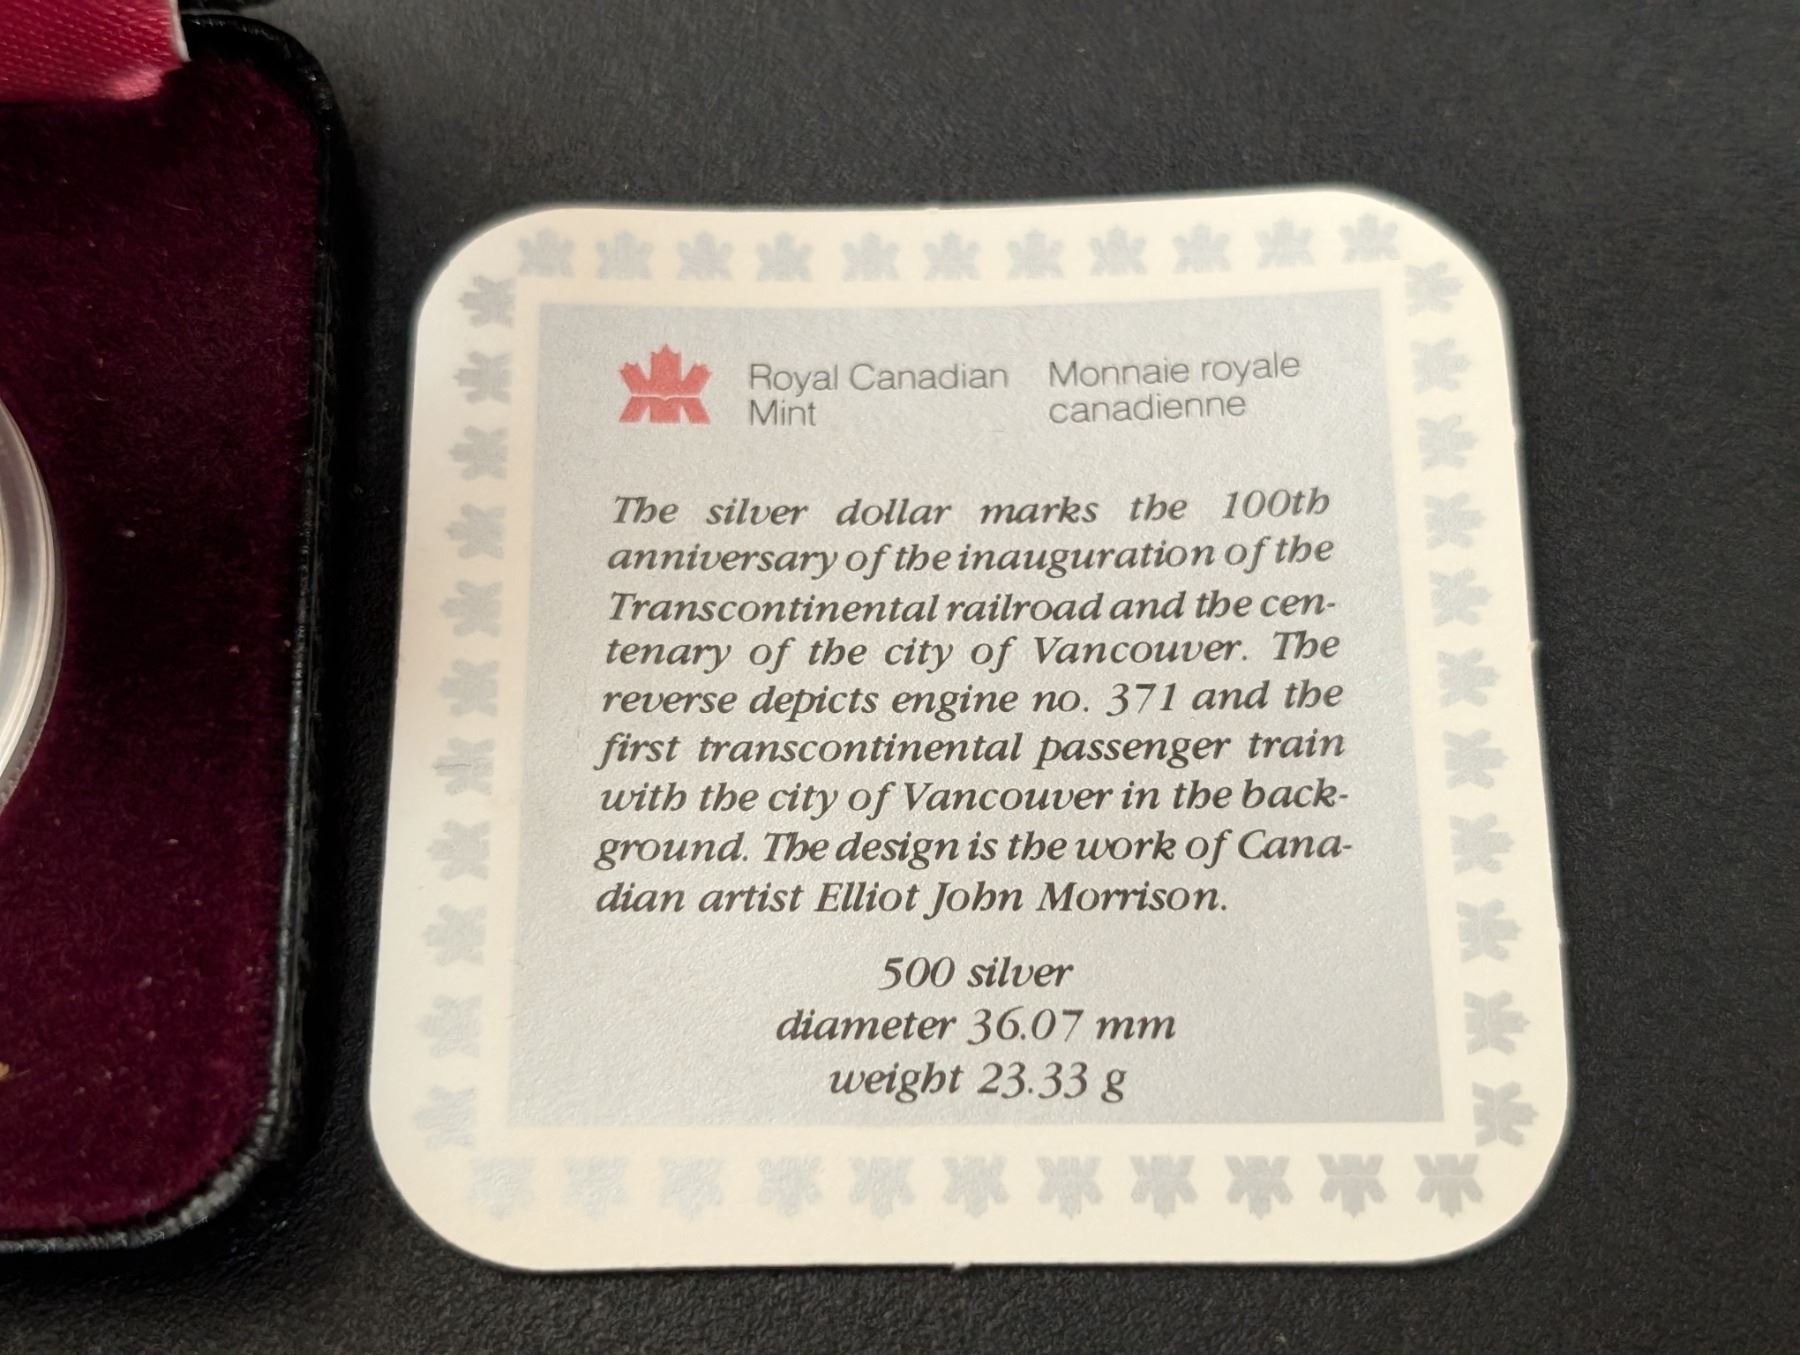 Royal Canadian Mint
Monnaie royale canadienne
The silver dollar marks the 100th
anniversary of the inauguration of the
Transcontinental railroad and the cen-
tenary of the city of Vancouver. The
reverse depicts engine no. 371 and the
first transcontinental passenger train
with the city of Vancouver in the back-
ground. The design is the work of Cana-
dian artist Elliot John Morrison.
500 silver
diameter 36.07 mm
weight 23.33 g